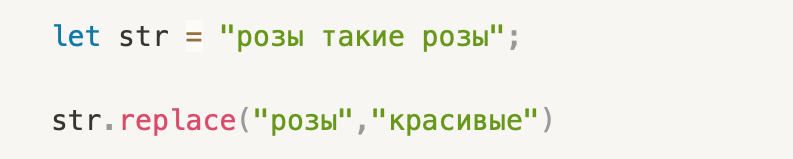 let str = "розы такие розы";
str.replace("розы","красивые")